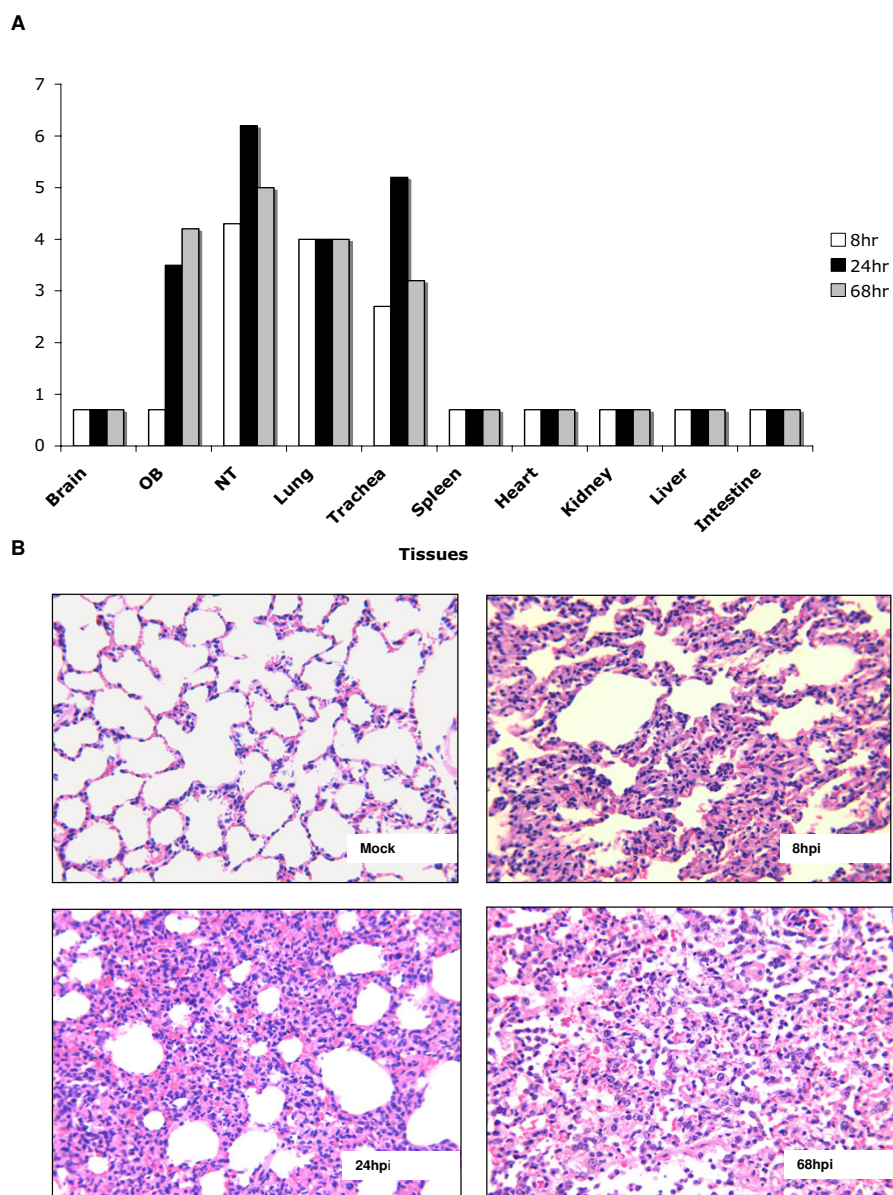 A
7
6
5
4
3
2
1
0
8hr
24hr
68hr
Brain
OB
NT
Lung
Trachea
Spleen
Heart
Kidney
Liver
Intestine
Tissues
B
Mock
8hpi
24hpi
68hpi